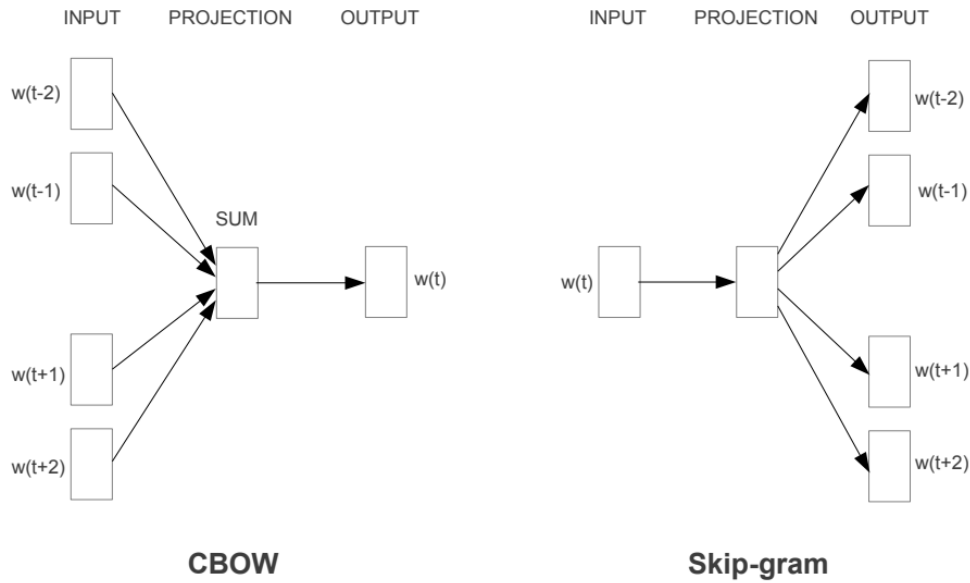 INPUT PROJECTION OUTPUT
w(t-2)
w(t-1)
SUM
w(t)
w(t+1)
w(t+2)
CBOW
INPUT PROJECTION OUTPUT
w(t-2)
w(t-1)
w(t)
w(t+1)
w(t+2)
Skip-gram